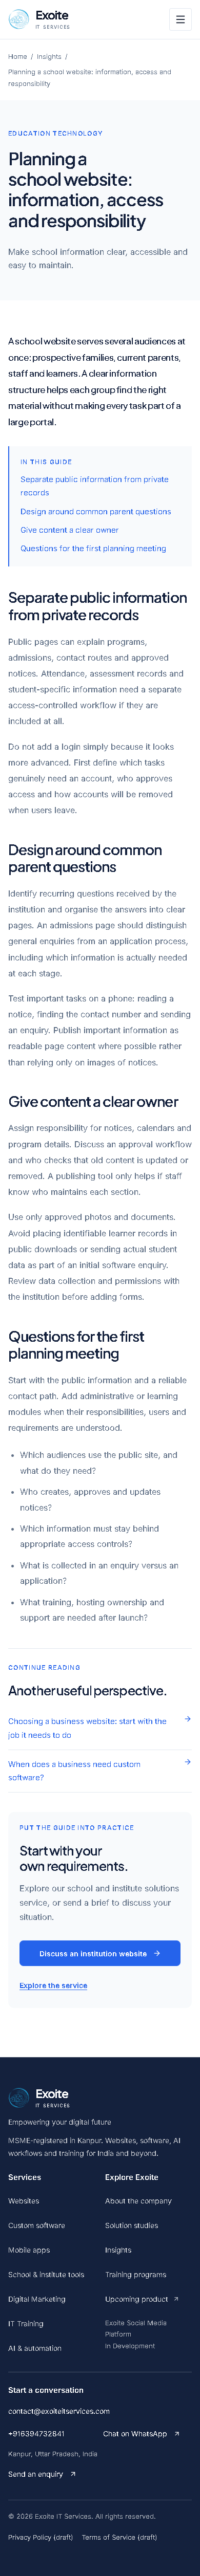 Exoite
IT SERVICES
Home / Insights /
Planning a school website: information, access and
responsibility
EDUCATION TECHNOLOGY
Planning a
school website:
information, access
and responsibility
Make school information clear, accessible and
easy to maintain.
A school website serves several audiences at
once: prospective families, current parents,
staff and learners. A clear information
structure helps each group find the right
material without making every task part of a
large portal.
IN THIS GUIDE
Separate public information from private
records
Design around common parent questions
Give content a clear owner
Questions for the first planning meeting
Separate public information
from private records
Public pages can explain programs,
admissions, contact routes and approved
notices. Attendance, assessment records and
student-specific information need a separate
access-controlled workflow if they are
included at all.
Do not add a login simply because it looks
more advanced. First define which tasks
genuinely need an account, who approves
access and how accounts will be removed
when users leave.
Design around common
parent questions
Identify recurring questions received by the
institution and organise the answers into clear
pages. An admissions page should distinguish
general enquiries from an application process,
including which information is actually needed
at each stage.
Test important tasks on a phone: reading a
notice, finding the contact number and sending
an enquiry. Publish important information as
readable page content where possible rather
than relying only on images of notices.
Give content a clear owner
Assign responsibility for notices, calendars and
program details. Discuss an approval workflow
and who checks that old content is updated or
removed. A publishing tool only helps if staff
know who maintains each section.
Use only approved photos and documents.
Avoid placing identifiable learner records in
public downloads or sending actual student
data as part of an initial software enquiry.
Review data collection and permissions with
the institution before adding forms.
Questions for the first
planning meeting
Start with the public information and a reliable
contact path. Add administrative or learning
modules when their responsibilities, users and
requirements are understood.
• Which audiences use the public site, and
what do they need?
• Who creates, approves and updates
notices?
• Which information must stay behind
appropriate access controls?
• What is collected in an enquiry versus an
application?
• What training, hosting ownership and
support are needed after launch?
CONTINUE READING
Another useful perspective.
Choosing a business website: start with the →
job it needs to do
When does a business need custom →
software?
PUT THE GUIDE INTO PRACTICE
Start with your
own requirements.
Explore our school and institute solutions
service, or send a brief to discuss your
situation.
Discuss an institution website →
Explore the service
Exoite
IT SERVICES
Empowering your digital future
MSME-registered in Kanpur. Websites, software, AI
workflows and training for India and beyond.
Services
Websites
Custom software
Mobile apps
School & institute tools
Digital Marketing
IT Training
AI & automation
Explore Exoite
About the company
Solution studies
Insights
Training programs
Upcoming product ↗
Exoite Social Media
Platform
In Development
Start a conversation
contact@exoiteitservices.com
+916394732841
Chat on WhatsApp ↗
Kanpur, Uttar Pradesh, India
Send an enquiry ↗
© 2026 Exoite IT Services. All rights reserved.
Privacy Policy (draft) Terms of Service (draft)